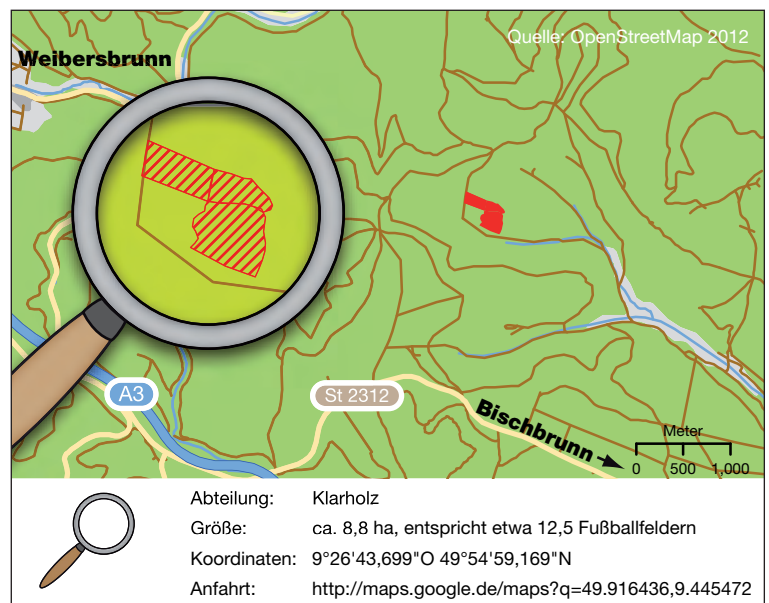 Quelle: OpenStreetMap 2012
Weibersbrunn
A3
St 2312
Bischbrunn
Meter
0 500 1,000
Abteilung: Klarholz
Größe: ca. 8,8 ha, entspricht etwa 12,5 Fußballfeldern
Koordinaten: 9°26'43,699"O 49°54'59,169"N
Anfahrt: http://maps.google.de/maps?q=49.916436,9.445472